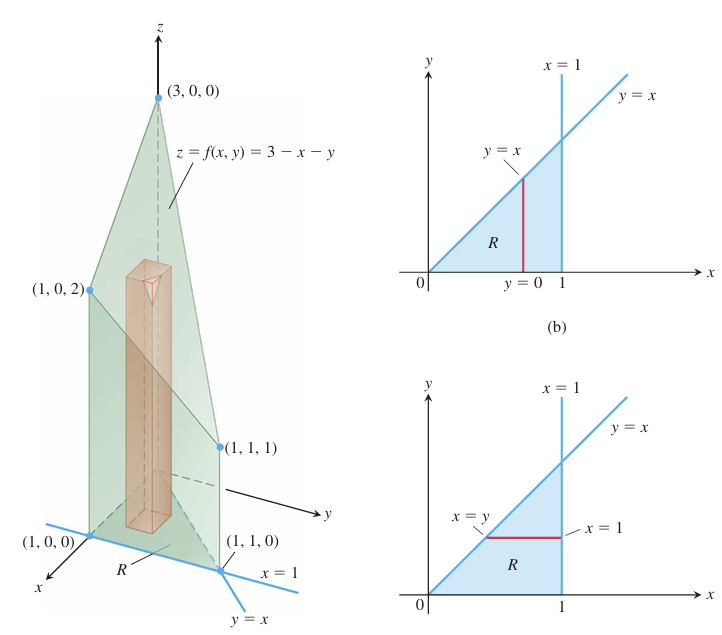 z
(3, 0, 0)
z = f(x, y) = 3 − x − y
(1, 0, 2)
(1, 1, 1)
y
(1, 0, 0)
(1, 1, 0)
R
x = 1
x
y = x
y
x = 1
y = x
y = x
R
0
y = 0
1
x
(b)
y
x = 1
y = x
x = y
x = 1
R
0
1
x